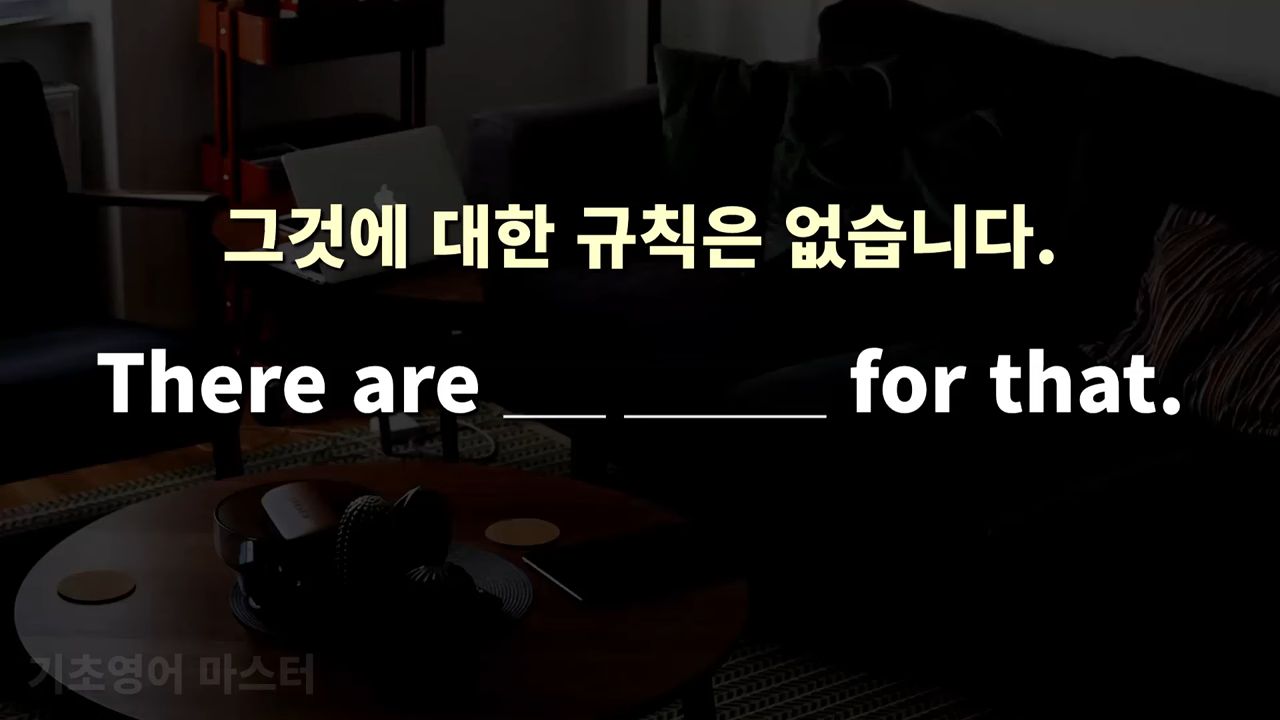 그것에 대한 규칙은 없습니다.
There are ___ ______ for that.
기초영어 마스터